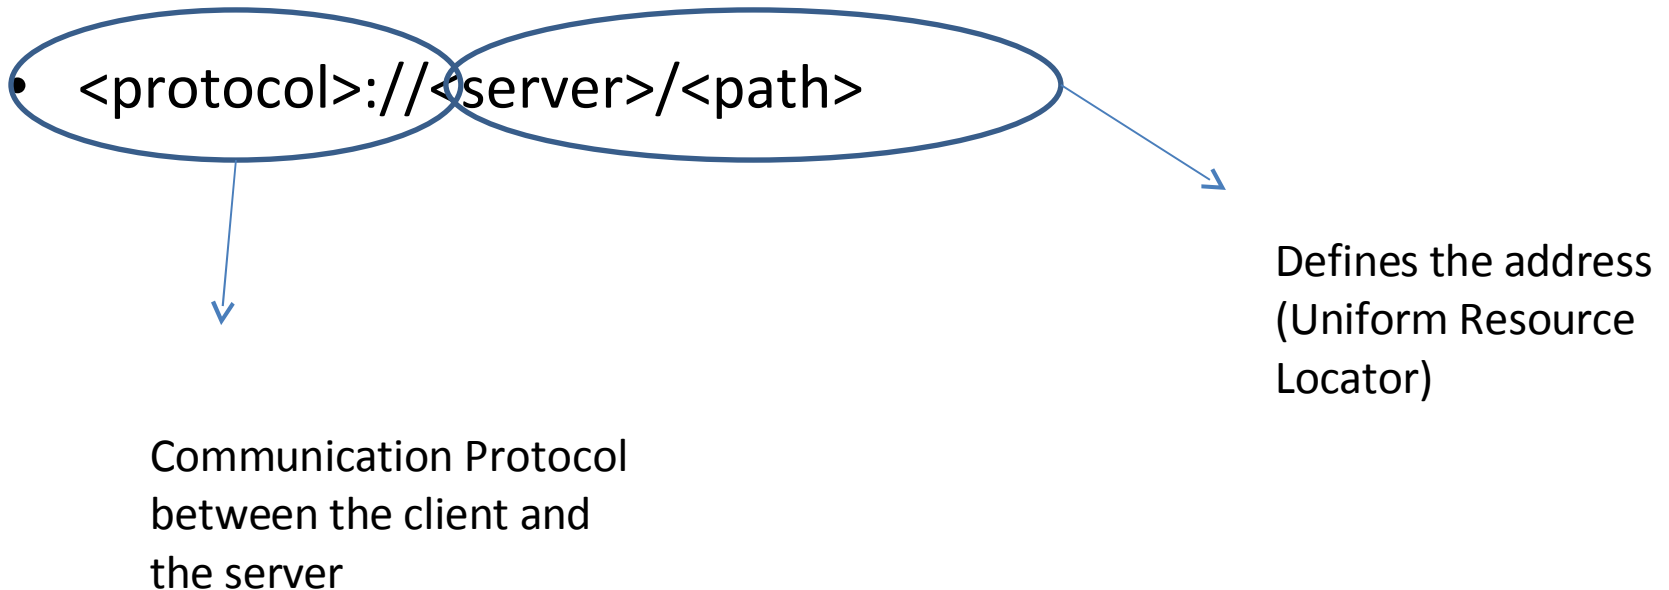 • <protocol>://<server>/<path>
Defines the address
(Uniform Resource
Locator)
Communication Protocol
between the client and
the server